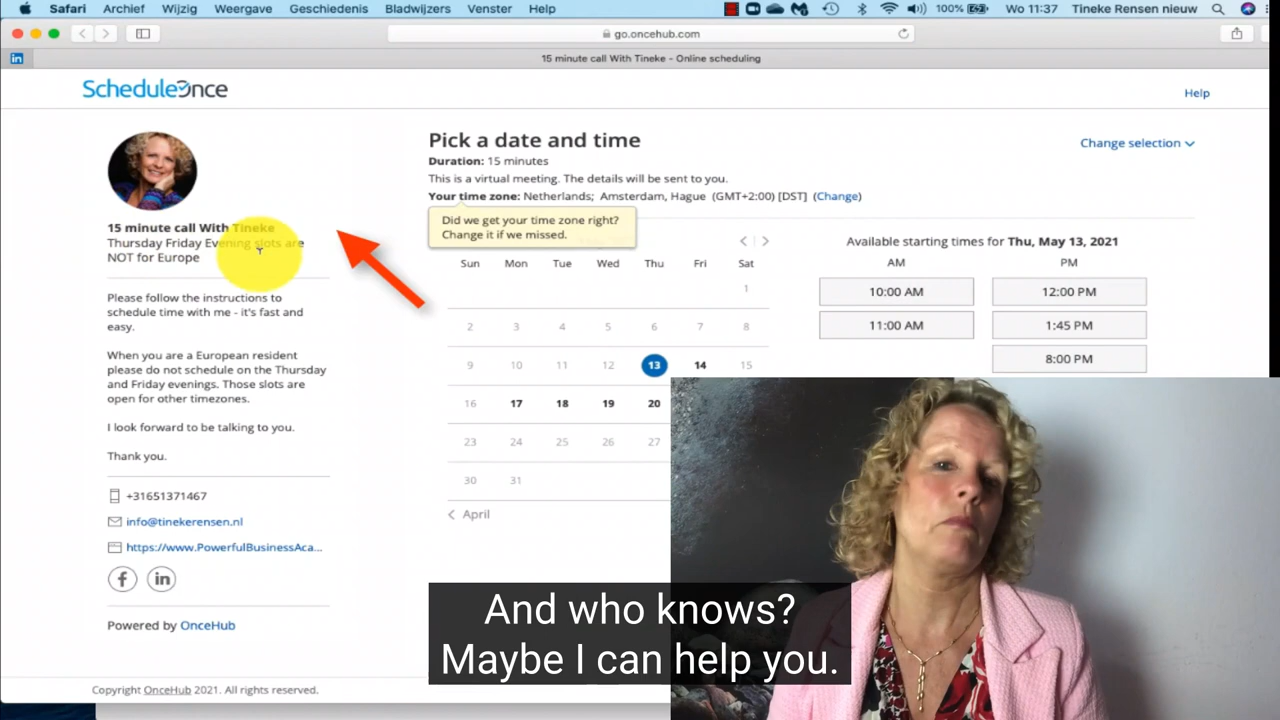 Safari Archief Wijzig Weergave Geschiedenis Bladwijzers Venster Help 100% Wo 11:37 Tineke Rensen nieuw
go.oncehub.com
in 15 minute call With Tineke - Online scheduling
ScheduleOnce
Help
Pick a date and time
Change selection
Duration: 15 minutes
This is a virtual meeting. The details will be sent to you.
Your time zone: Netherlands; Amsterdam, Hague (GMT+2:00) [DST] (Change)
Did we get your time zone right?
Change it if we missed.
15 minute call With Tineke
Thursday Friday Evening slots are
NOT for Europe
Please follow the instructions to
schedule time with me - it's fast and
easy.
When you are a European resident
please do not schedule on the Thursday
and Friday evenings. Those slots are
open for other timezones.
I look forward to be talking to you.
Thank you.
+31651371467
info@tinekerensen.nl
https://www.PowerfulBusinessAca...
f in
Powered by OnceHub
Copyright OnceHub 2021. All rights reserved.
Sun Mon Tue Wed Thu Fri Sat
1
2 3 4 5 6 7 8
9 10 11 12 13 14 15
16 17 18 19 20
23 24 25 26 27
30 31
< April
Available starting times for Thu, May 13, 2021
AM PM
10:00 AM 12:00 PM
11:00 AM 1:45 PM
8:00 PM
And who knows?
Maybe I can help you.